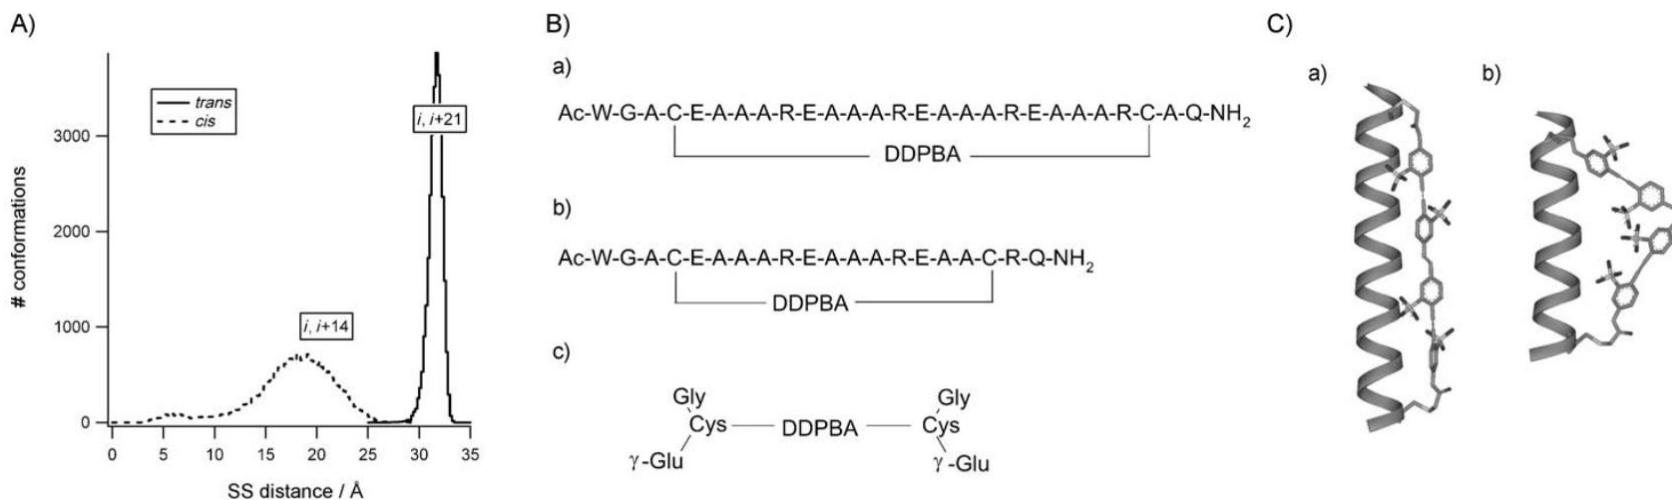 A)
trans
cis
i, i+21
i, i+14
# conformations
3000
2000
1000
0
0 5 10 15 20 25 30 35
SS distance / Å
B)
a)
Ac-W-G-A-C-E-A-A-A-R-E-A-A-A-R-E-A-A-A-R-E-A-A-A-R-C-A-Q-NH2
DDPBA
b)
Ac-W-G-A-C-E-A-A-A-R-E-A-A-A-R-E-A-A-C-R-Q-NH2
DDPBA
c)
Gly Gly
Cys DDPBA Cys
γ-Glu γ-Glu
C)
a) b)